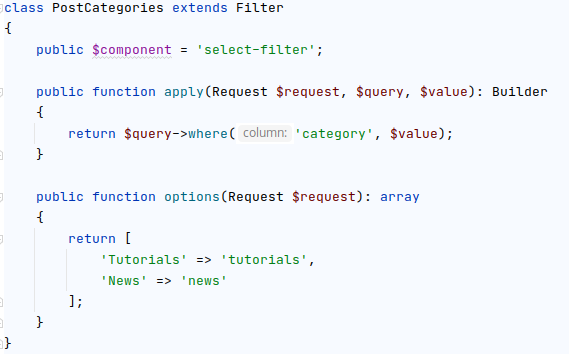 class PostCategories extends Filter
{
    public $component = 'select-filter';

    public function apply(Request $request, $query, $value): Builder
    {
        return $query->where( column: 'category', $value);
    }

    public function options(Request $request): array
    {
        return [
            'Tutorials' => 'tutorials',
            'News' => 'news'
        ];
    }
}